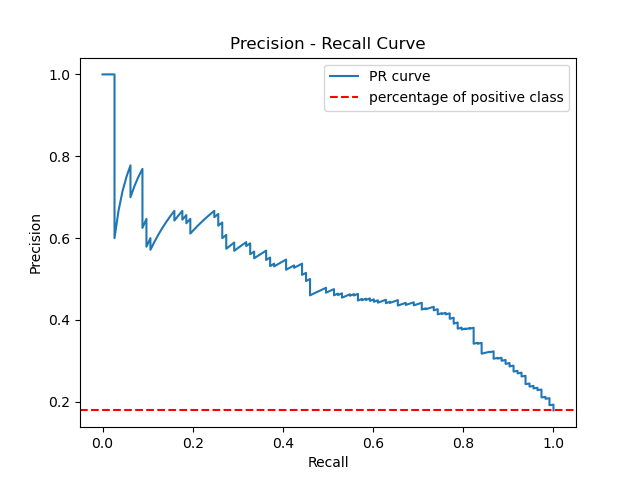 Precision - Recall Curve
PR curve
percentage of positive class
Precision
1.0
0.8
0.6
0.4
0.2
0.0 0.2 0.4 0.6 0.8 1.0
Recall